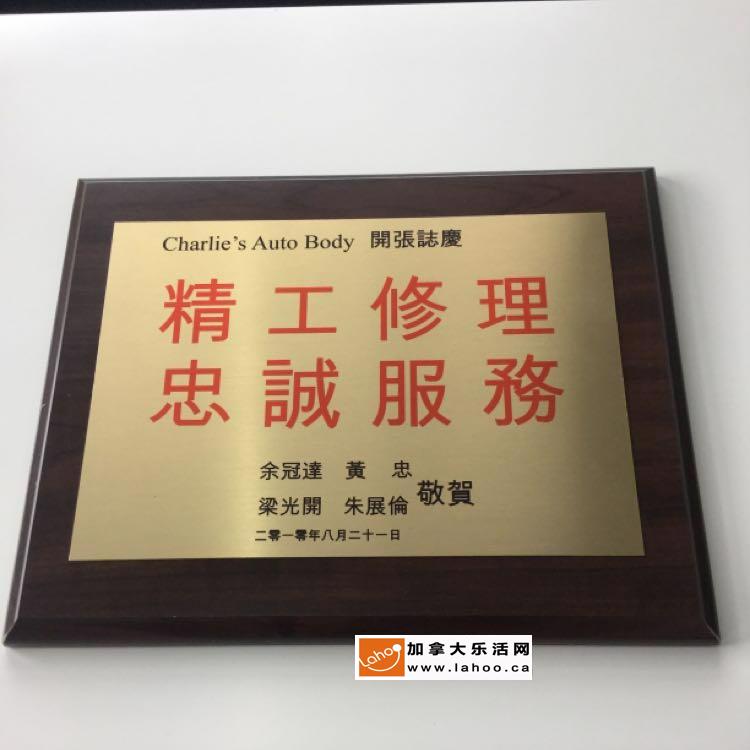 Charlie's Auto Body 開張誌慶
精工修理
忠誠服務
余冠達 黃 忠
梁光開 朱展倫 敬賀
二零一零年八月二十一日
Lahoo 加拿大乐活网
www.lahoo.ca